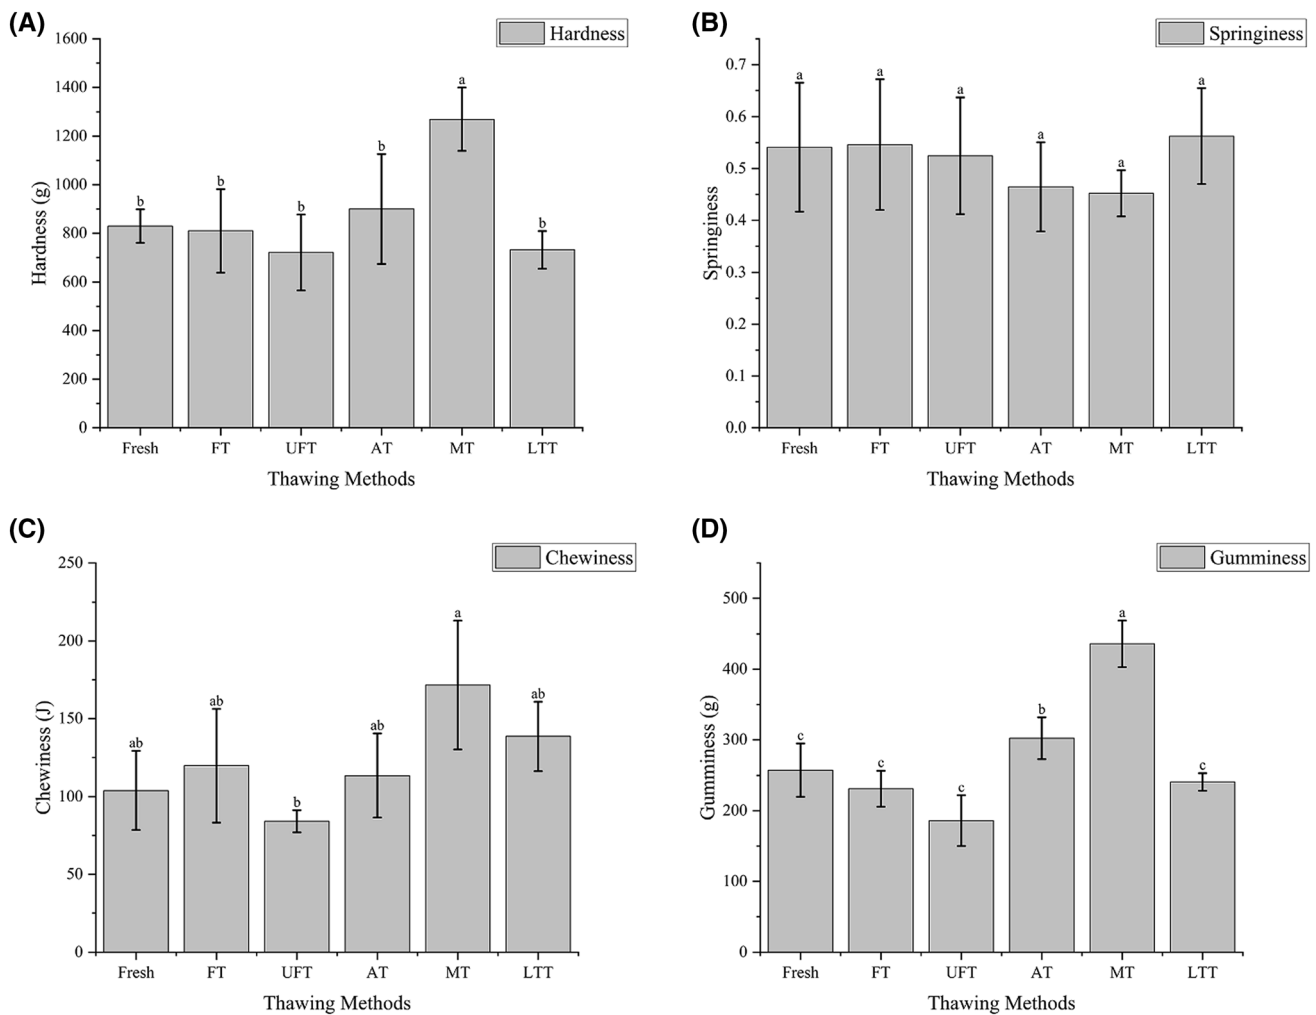 (A)
Hardness
1600
1400
1200
1000
800
600
400
200
0
Hardness (g)
b
b
b
b
a
b
Fresh FT UFT AT MT LTT
Thawing Methods
(B)
Springiness
0.7
0.6
0.5
0.4
0.3
0.2
0.1
0.0
Springiness
a
a
a
a
a
a
Fresh FT UFT AT MT LTT
Thawing Methods
(C)
Chewiness
250
200
150
100
50
0
Chewiness (J)
ab
ab
b
ab
a
ab
Fresh FT UFT AT MT LTT
Thawing Methods
(D)
Gumminess
500
400
300
200
100
0
Gumminess (g)
c
c
c
b
a
c
Fresh FT UFT AT MT LTT
Thawing Methods